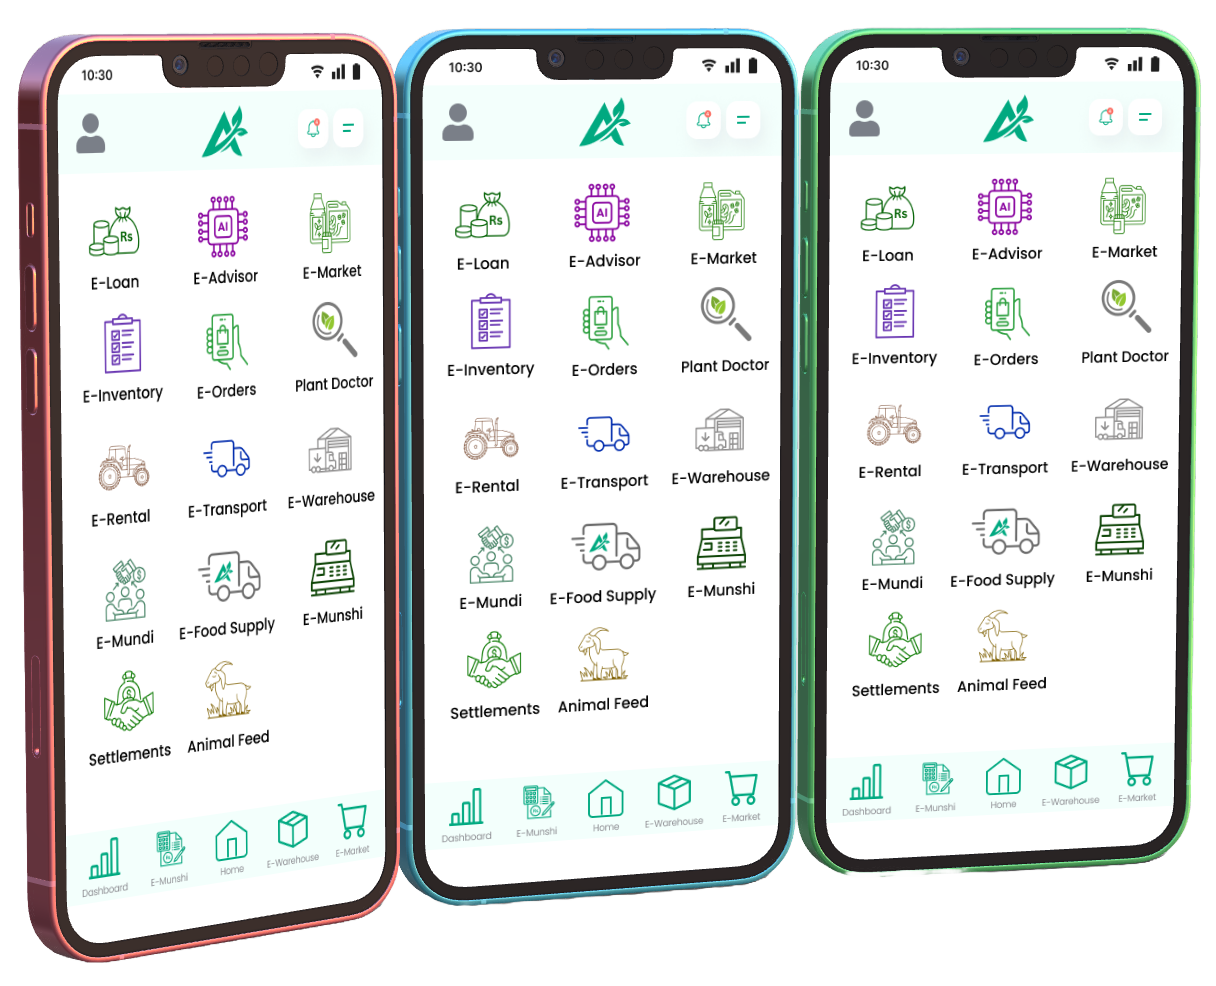 10:30
Rs
AI
E-Loan
E-Advisor
E-Market
E-Inventory
E-Orders
Plant Doctor
E-Rental
E-Transport
E-Warehouse
E-Mundi
E-Food Supply
E-Munshi
Settlements
Animal Feed
Dashboard
E-Munshi
Home
E-Warehouse
E-Market
10:30
Rs
AI
E-Loan
E-Advisor
E-Market
E-Inventory
E-Orders
Plant Doctor
E-Rental
E-Transport
E-Warehouse
E-Mundi
E-Food Supply
E-Munshi
Settlements
Animal Feed
Dashboard
E-Munshi
Home
E-Warehouse
E-Market
10:30
Rs
AI
E-Loan
E-Advisor
E-Market
E-Inventory
E-Orders
Plant Doctor
E-Rental
E-Transport
E-Warehouse
E-Mundi
E-Food Supply
E-Munshi
Settlements
Animal Feed
Dashboard
E-Munshi
Home
E-Warehouse
E-Market